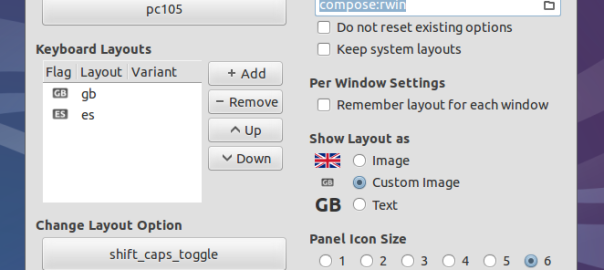 pc105
Keyboard Layouts
Flag Layout Variant
GB gb
ES es
+ Add
− Remove
Up
Down
Change Layout Option
shift_caps_toggle
compose:rwin
Do not reset existing options
Keep system layouts
Per Window Settings
Remember layout for each window
Show Layout as
Image
GB Custom Image
GB Text
Panel Icon Size
1 2 3 4 5 6